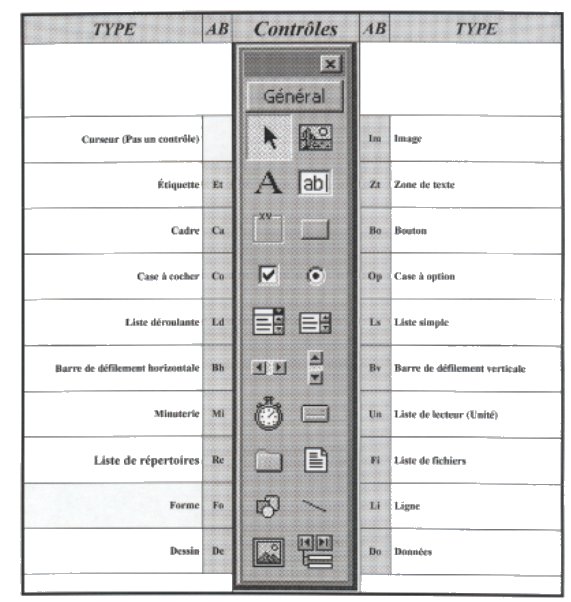 TYPE AB Contrôles AB TYPE
Général
Curseur (Pas un contrôle) Im Image
A abl
Étiquette Et Zt Zone de texte
xy
Cadre Ca Bo Bouton
Case à cocher Co Op Case à option
Liste déroulante Ld Ls Liste simple
Barre de défilement horizontale Bh Bv Barre de défilement verticale
Minuterie Mi Un Liste de lecteur (Unité)
Liste de répertoires Re Fi Liste de fichiers
Forme Fo Li Ligne
Dessin De Do Données